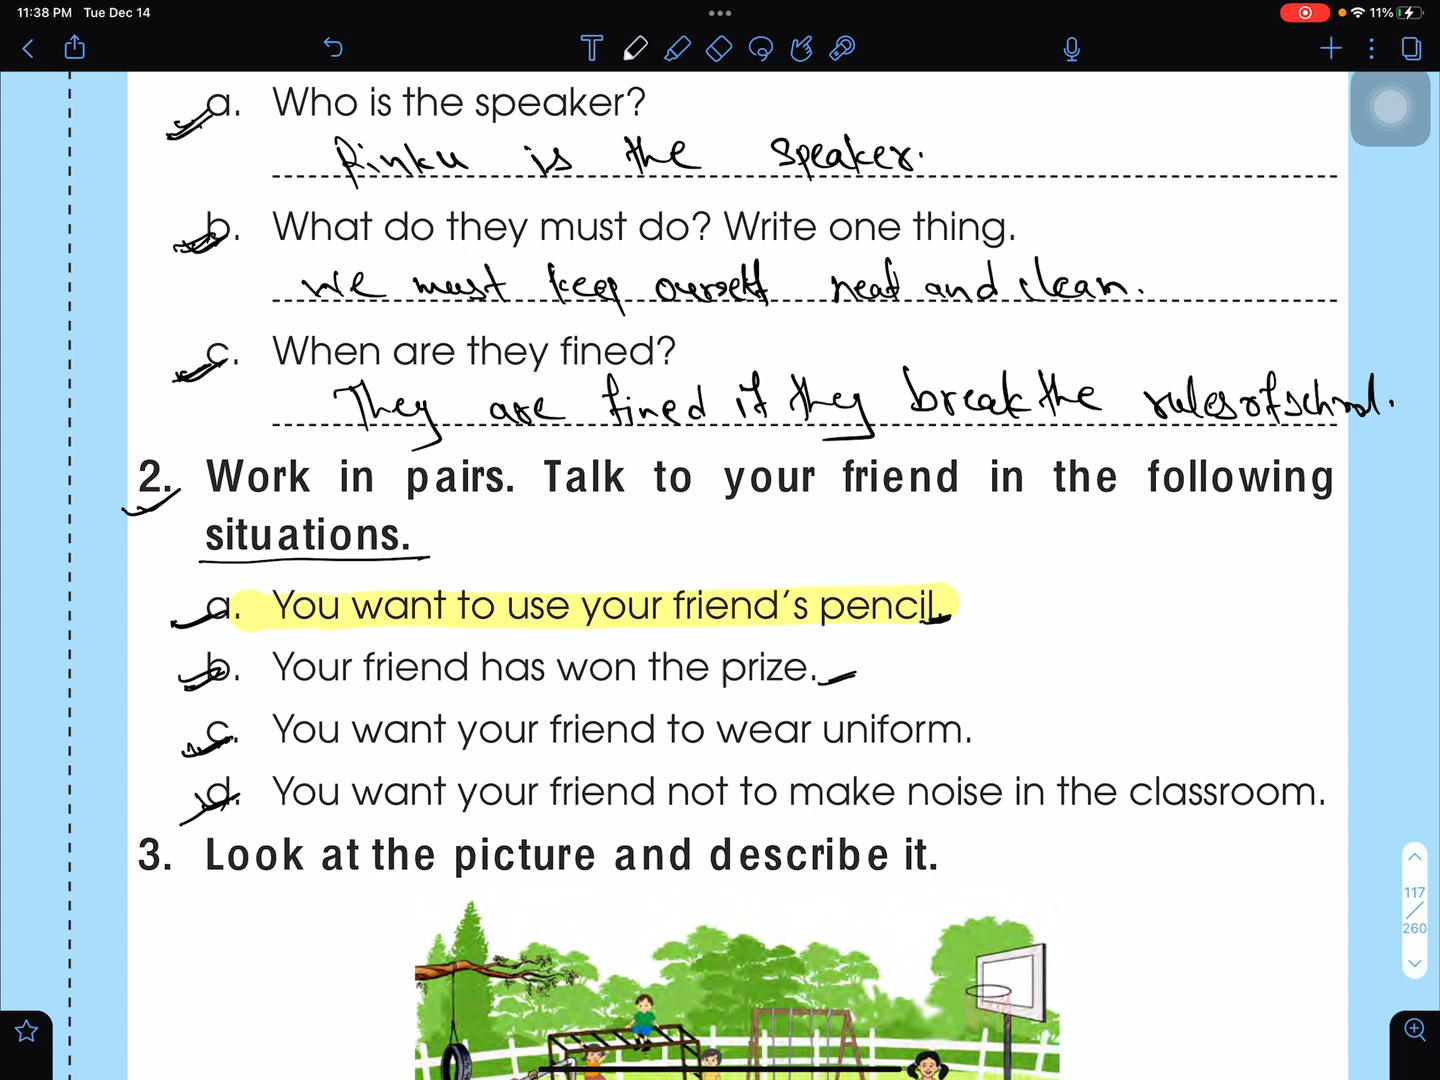 11:38 PM Tue Dec 14
11%
a. Who is the speaker?
Rinku is the speaker.
b. What do they must do? Write one thing.
We must keep ourself neat and clean.
c. When are they fined?
They are fined if they break the rules of school.
2. Work in pairs. Talk to your friend in the following
situations.
a. You want to use your friend's pencil.
b. Your friend has won the prize.
c. You want your friend to wear uniform.
d. You want your friend not to make noise in the classroom.
3. Look at the picture and describe it.
117
260